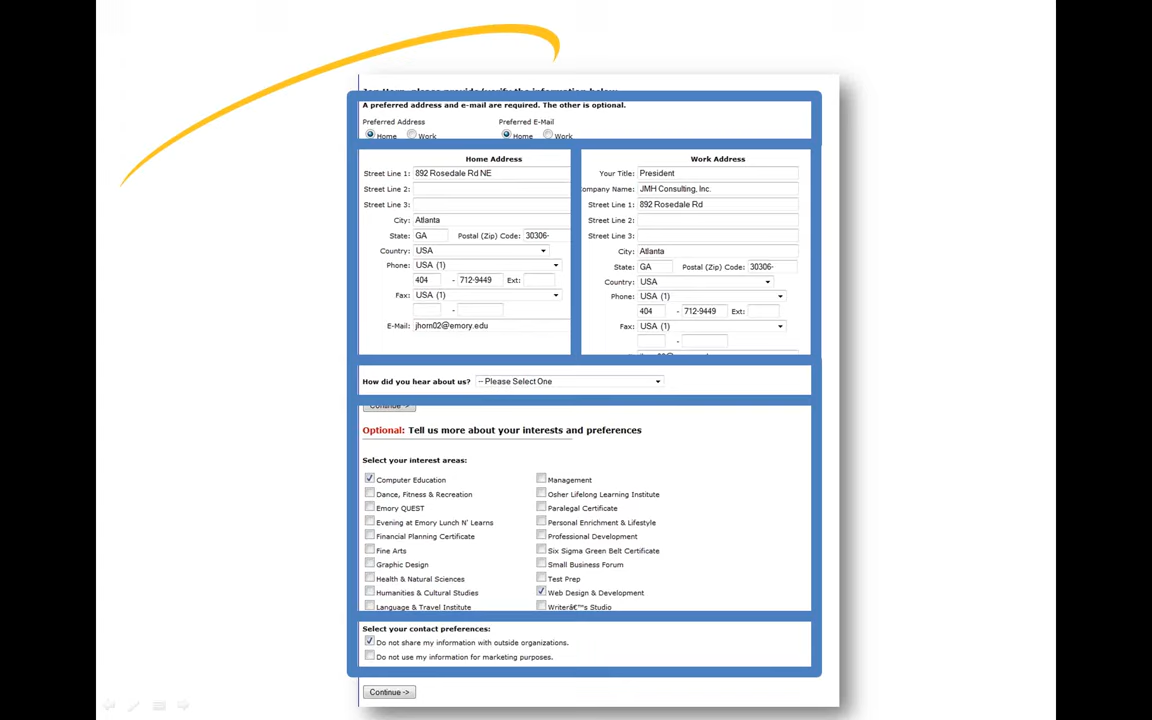 A preferred address and e-mail are required. The other is optional.
Preferred Address Preferred E-Mail
Home Work Home Work
Home Address
Street Line 1: 892 Rosedale Rd NE
Street Line 2:
Street Line 3:
City: Atlanta
State: GA Postal (Zip) Code: 30306-
Country: USA
Phone: USA (1)
404 - 712-9449 Ext:
Fax: USA (1)
-
E-Mail: jhorn02@emory.edu
Work Address
Your Title: President
Company Name: JMH Consulting, Inc.
Street Line 1: 892 Rosedale Rd
Street Line 2:
Street Line 3:
City: Atlanta
State: GA Postal (Zip) Code: 30306-
Country: USA
Phone: USA (1)
404 - 712-9449 Ext:
Fax: USA (1)
-
How did you hear about us? -- Please Select One
Continue ->
Optional: Tell us more about your interests and preferences
Select your interest areas:
Computer Education
Dance, Fitness & Recreation
Emory QUEST
Evening at Emory Lunch N' Learns
Financial Planning Certificate
Fine Arts
Graphic Design
Health & Natural Sciences
Humanities & Cultural Studies
Language & Travel Institute
Management
Osher Lifelong Learning Institute
Paralegal Certificate
Personal Enrichment & Lifestyle
Professional Development
Six Sigma Green Belt Certificate
Small Business Forum
Test Prep
Web Design & Development
Writerâ€™s Studio
Select your contact preferences:
Do not share my information with outside organizations.
Do not use my information for marketing purposes.
Continue ->